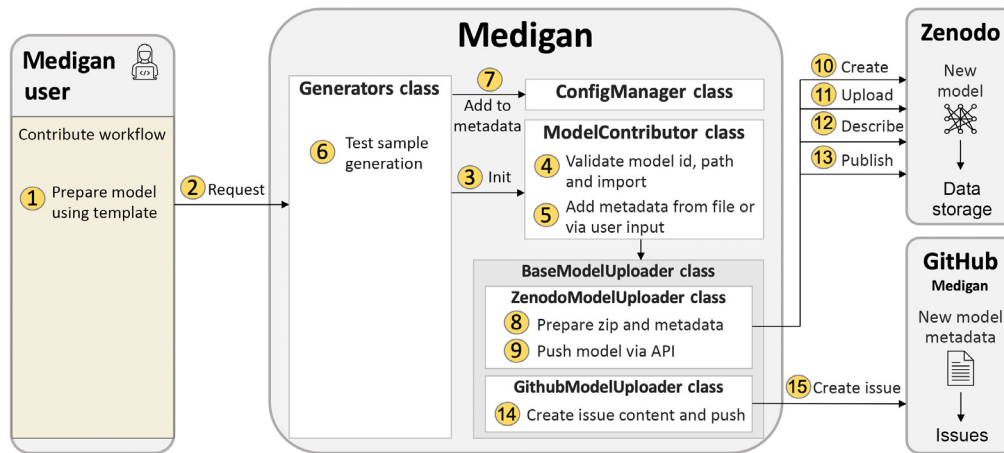 Medigan
user
Contribute workflow
1 Prepare model
using template
2 Request
Medigan
Generators class
6 Test sample
generation
7
Add to
metadata
3 Init
ConfigManager class
ModelContributor class
4 Validate model id, path
and import
5 Add metadata from file or
via user input
BaseModelUploader class
ZenodoModelUploader class
8 Prepare zip and metadata
9 Push model via API
GithubModelUploader class
14 Create issue content and push
10 Create
11 Upload
12 Describe
13 Publish
15 Create issue
Zenodo
New
model
Data
storage
GitHub
Medigan
New model
metadata
Issues